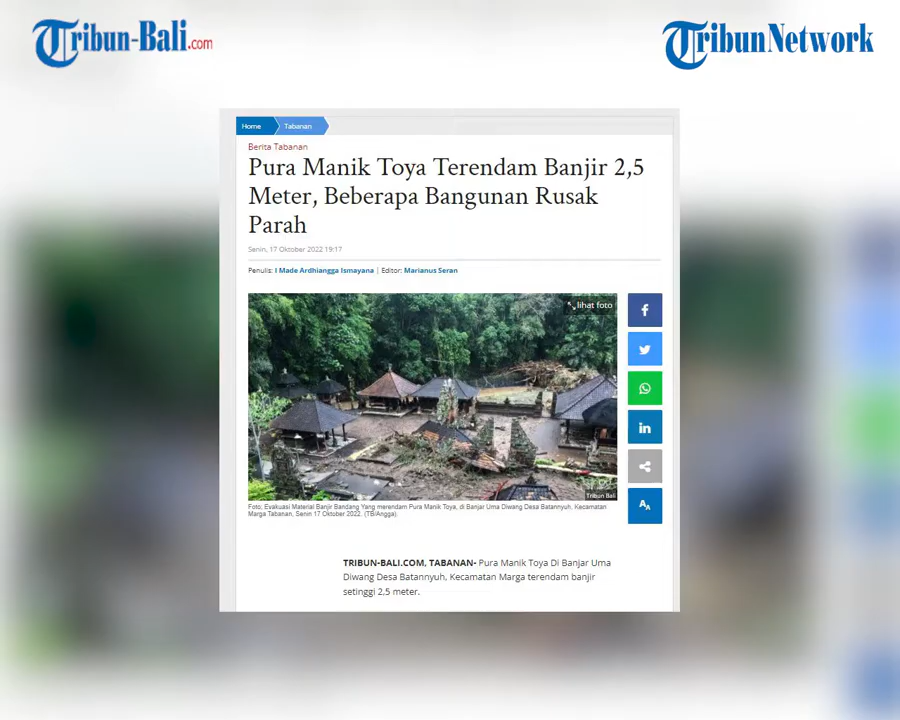 Tribun-Bali.com
TribunNetwork
Home
Tabanan
Berita Tabanan
Pura Manik Toya Terendam Banjir 2,5
Meter, Beberapa Bangunan Rusak
Parah
Senin, 17 Oktober 2022 19:17
Penulis: I Made Ardhiangga Ismayana | Editor: Marianus Seran
lihat foto
Tribun Bali
Foto; Evakuasi Material Banjir Bandang Yang merendam Pura Manik Toya, di Banjar Uma Diwang Desa Batannyuh, Kecamatan
Marga Tabanan, Senin 17 Oktober 2022. (TB/Angga).
TRIBUN-BALI.COM, TABANAN- Pura Manik Toya Di Banjar Uma
Diwang Desa Batannyuh, Kecamatan Marga terendam banjir
setinggi 2,5 meter.